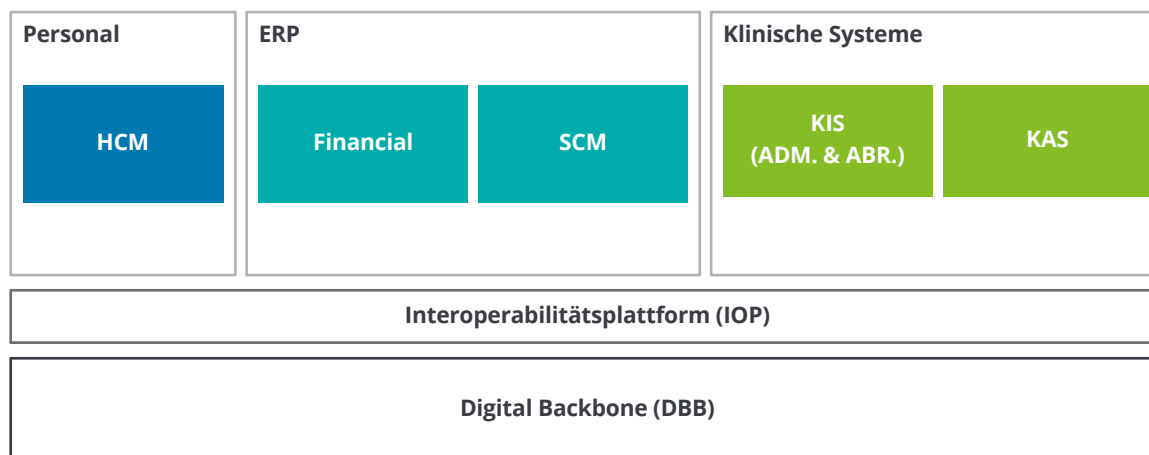 Personal
HCM
ERP
Financial
SCM
Klinische Systeme
KIS
(ADM. & ABR.)
KAS
Interoperabilitätsplattform (IOP)
Digital Backbone (DBB)